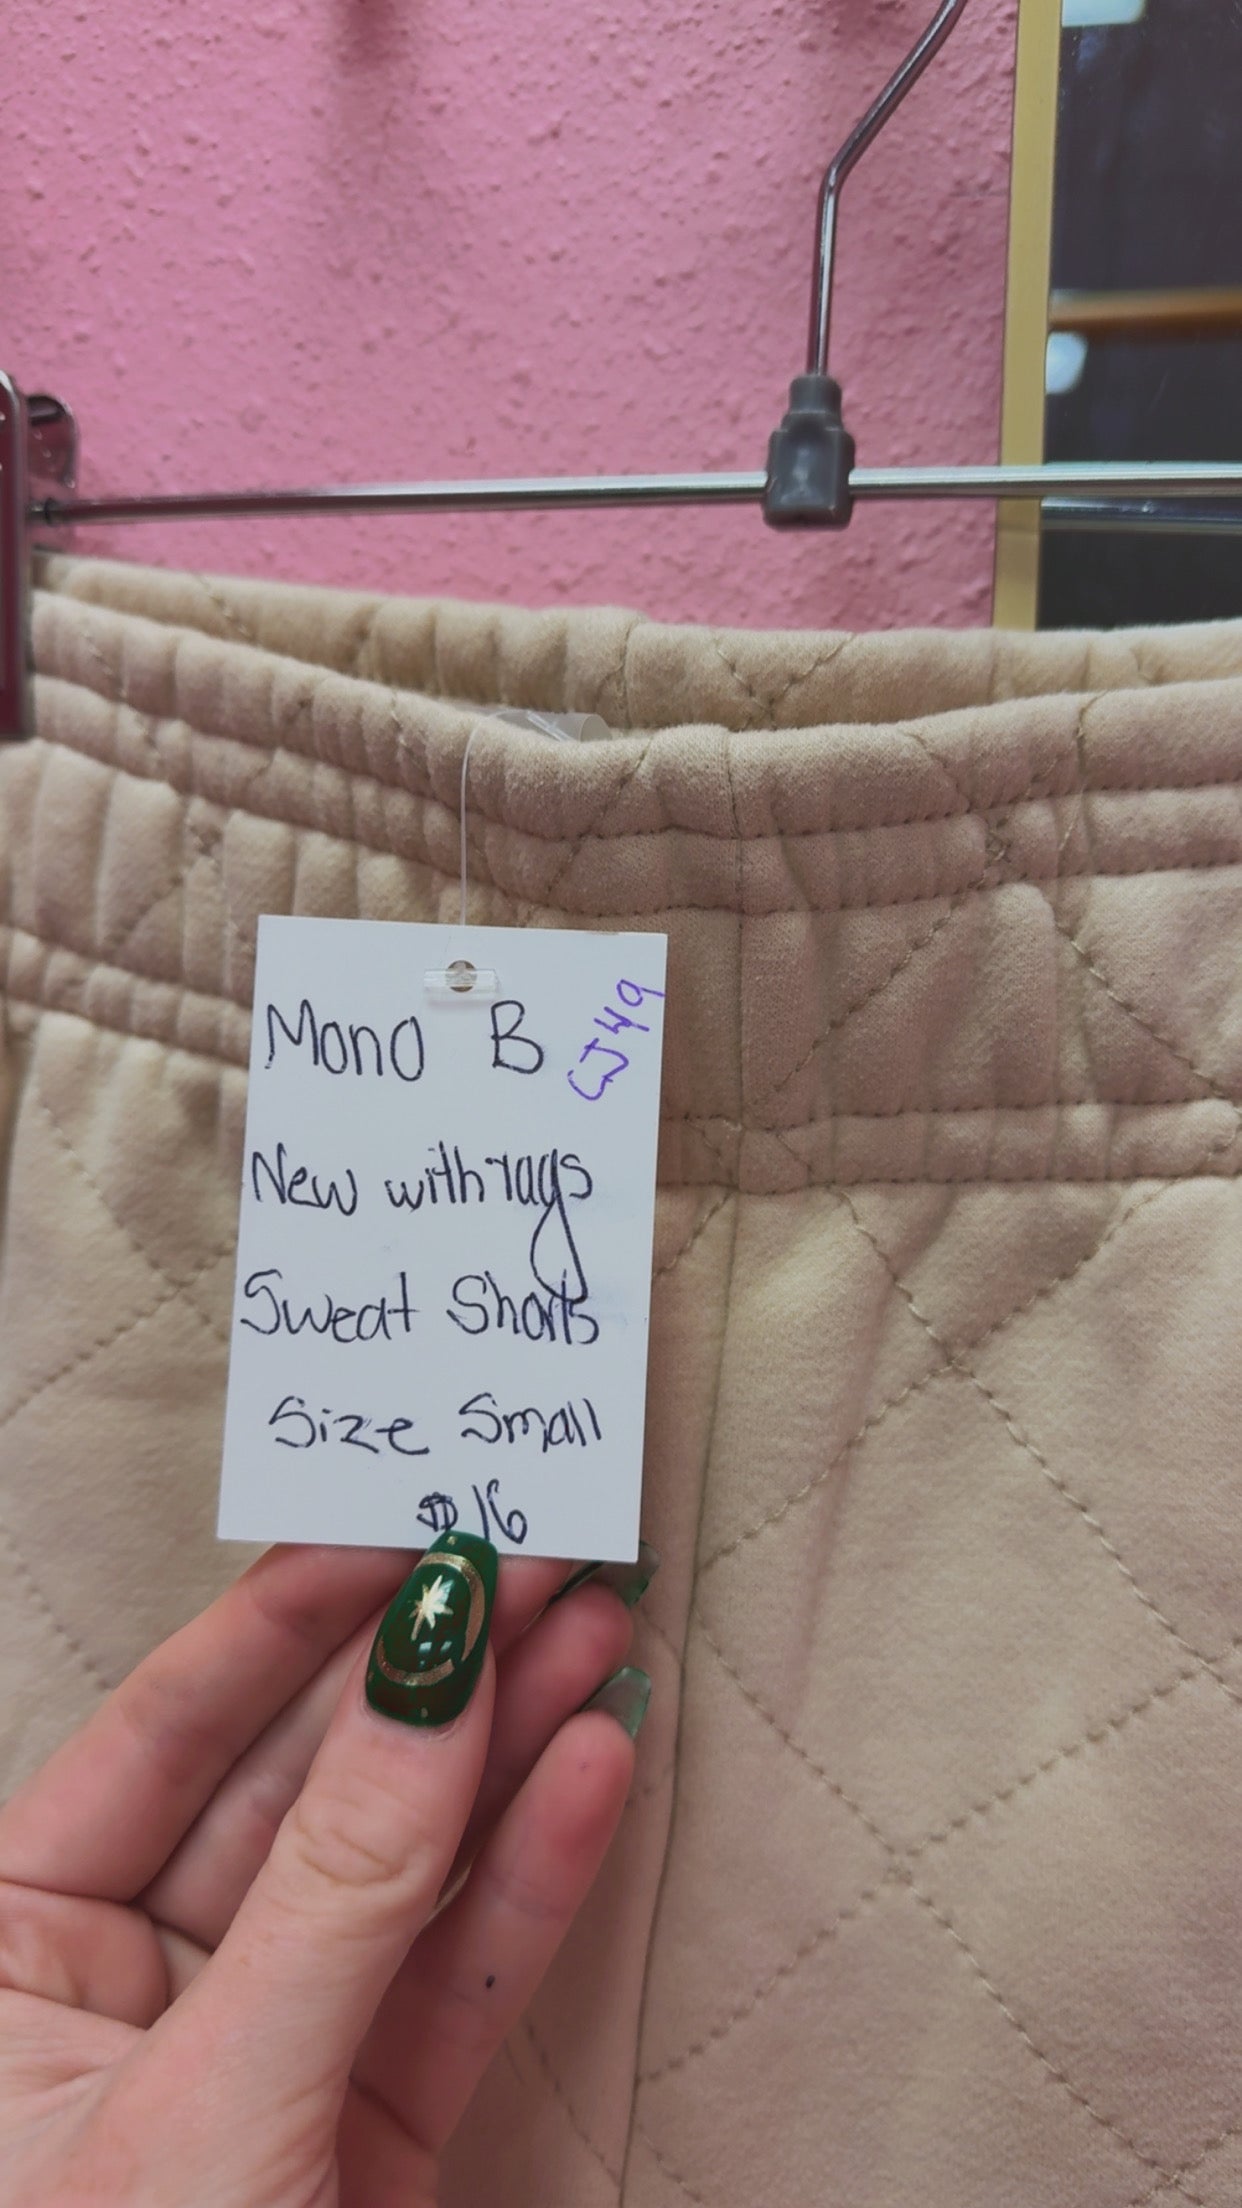 Mono B
CJ49
New with tags
Sweat Shorts
Size Small
$16